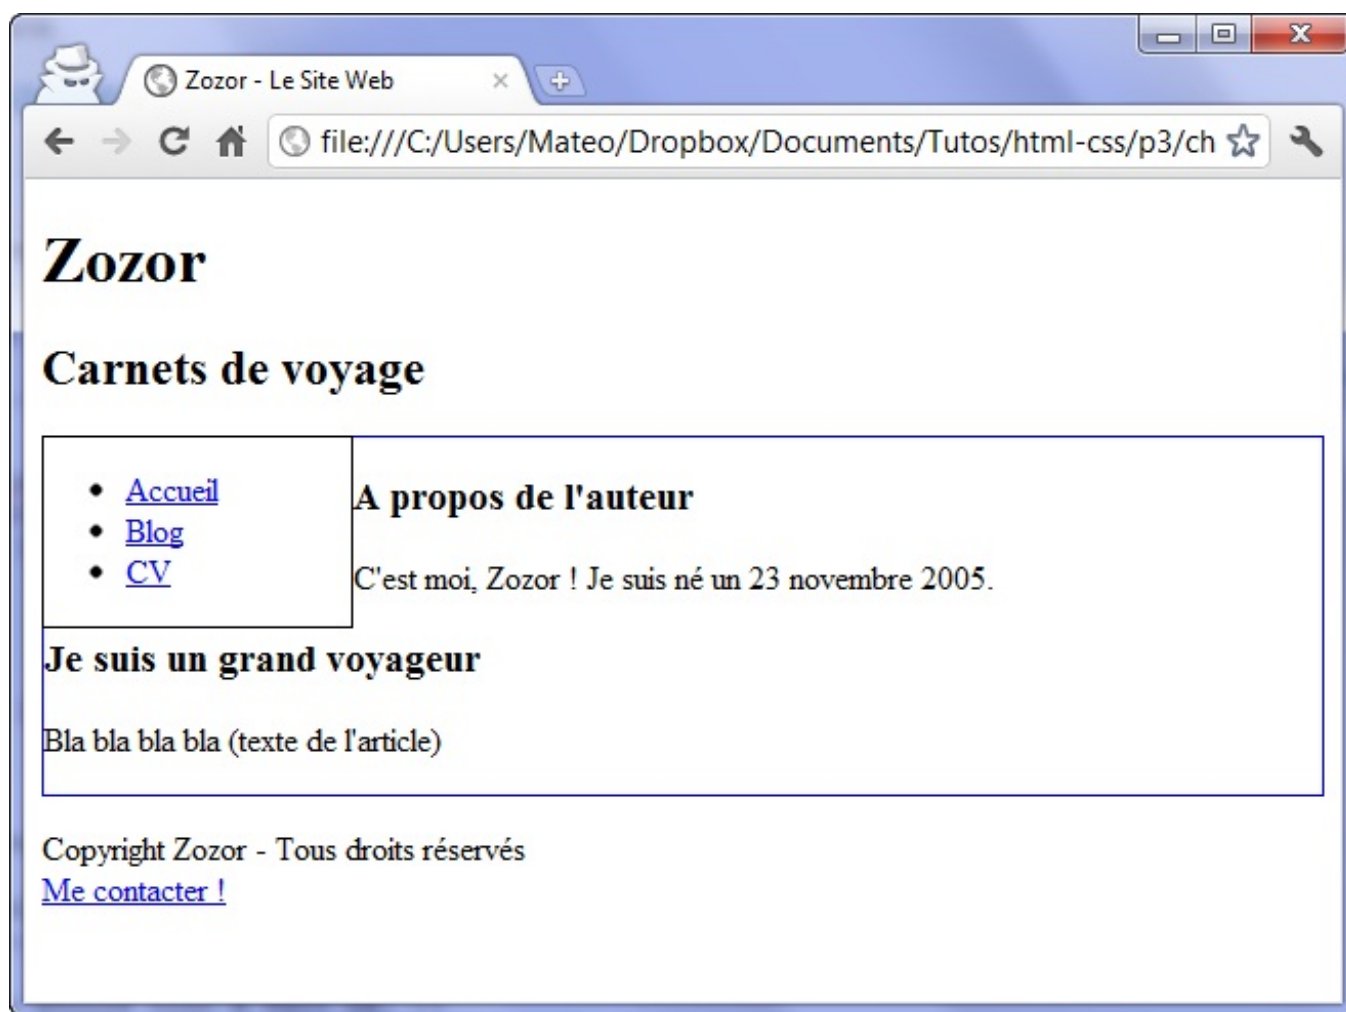 Zozor - Le Site Web
file:///C:/Users/Mateo/Dropbox/Documents/Tutos/html-css/p3/ch
Zozor
Carnets de voyage
Accueil
Blog
CV
A propos de l'auteur
C'est moi, Zozor ! Je suis né un 23 novembre 2005.
Je suis un grand voyageur
Bla bla bla bla (texte de l'article)
Copyright Zozor - Tous droits réservés
Me contacter !